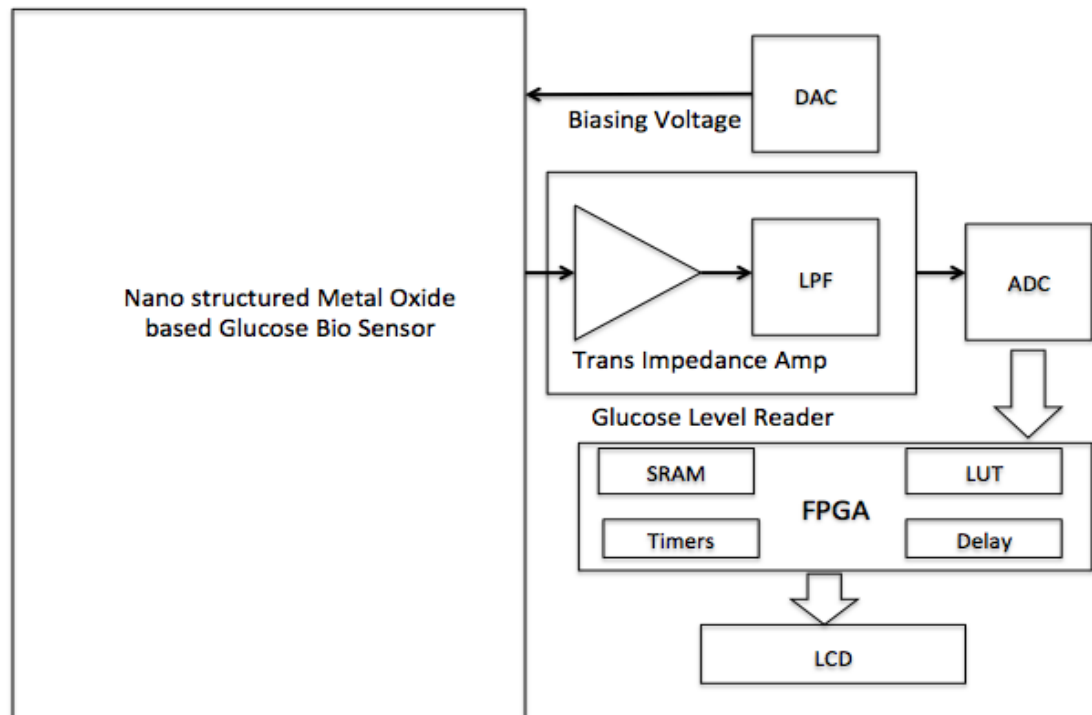 DAC
Biasing Voltage
Nano structured Metal Oxide
based Glucose Bio Sensor
LPF
ADC
Trans Impedance Amp
Glucose Level Reader
SRAM
LUT
FPGA
Timers
Delay
LCD